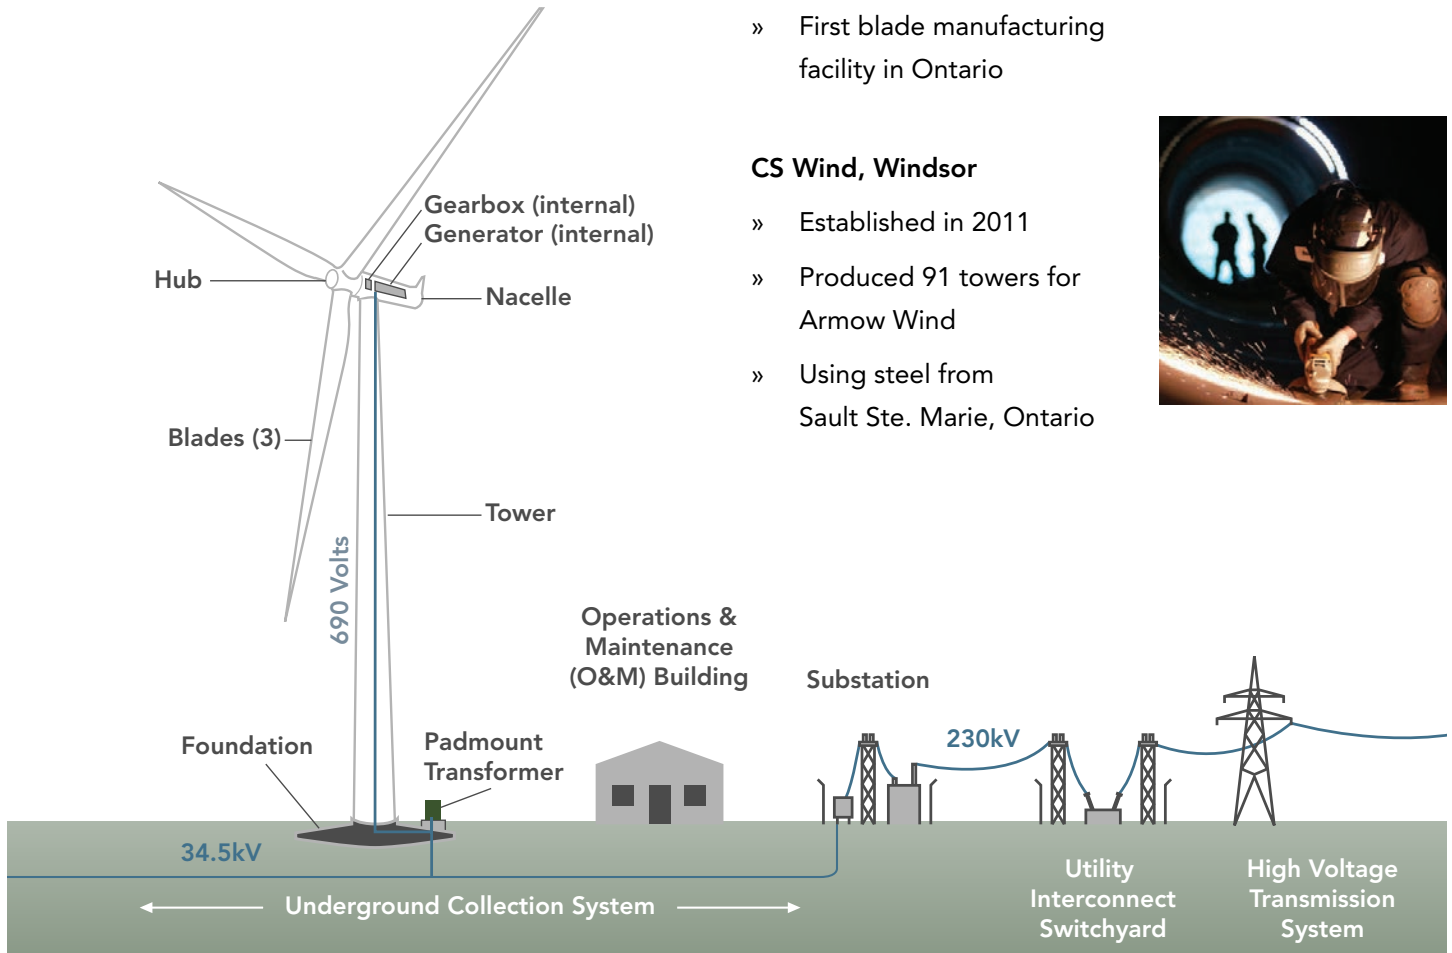 » First blade manufacturing
facility in Ontario
CS Wind, Windsor
» Established in 2011
» Produced 91 towers for
Armow Wind
» Using steel from
Sault Ste. Marie, Ontario
Gearbox (internal)
Generator (internal)
Hub
Nacelle
Blades (3)
Tower
690 Volts
Operations &
Maintenance
(O&M) Building
Substation
Foundation
Padmount
Transformer
230kV
34.5kV
Underground Collection System
Utility
Interconnect
Switchyard
High Voltage
Transmission
System